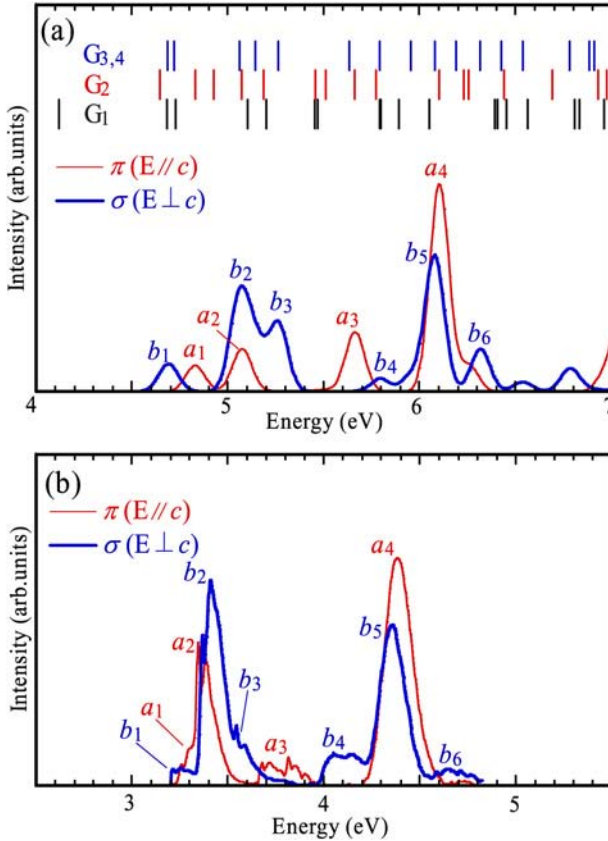 (a)
G3,4
G2
G1
π (E // c)
σ (E ⊥ c)
b1
a1
b2
a2
b3
a3
b4
a4
b5
b6
Intensity (arb.units)
4 5 6 7
Energy (eV)
(b)
π (E // c)
σ (E ⊥ c)
b1
a1
a2
b2
b3
a3
b4
b5
a4
b6
Intensity (arb.units)
3 4 5
Energy (eV)